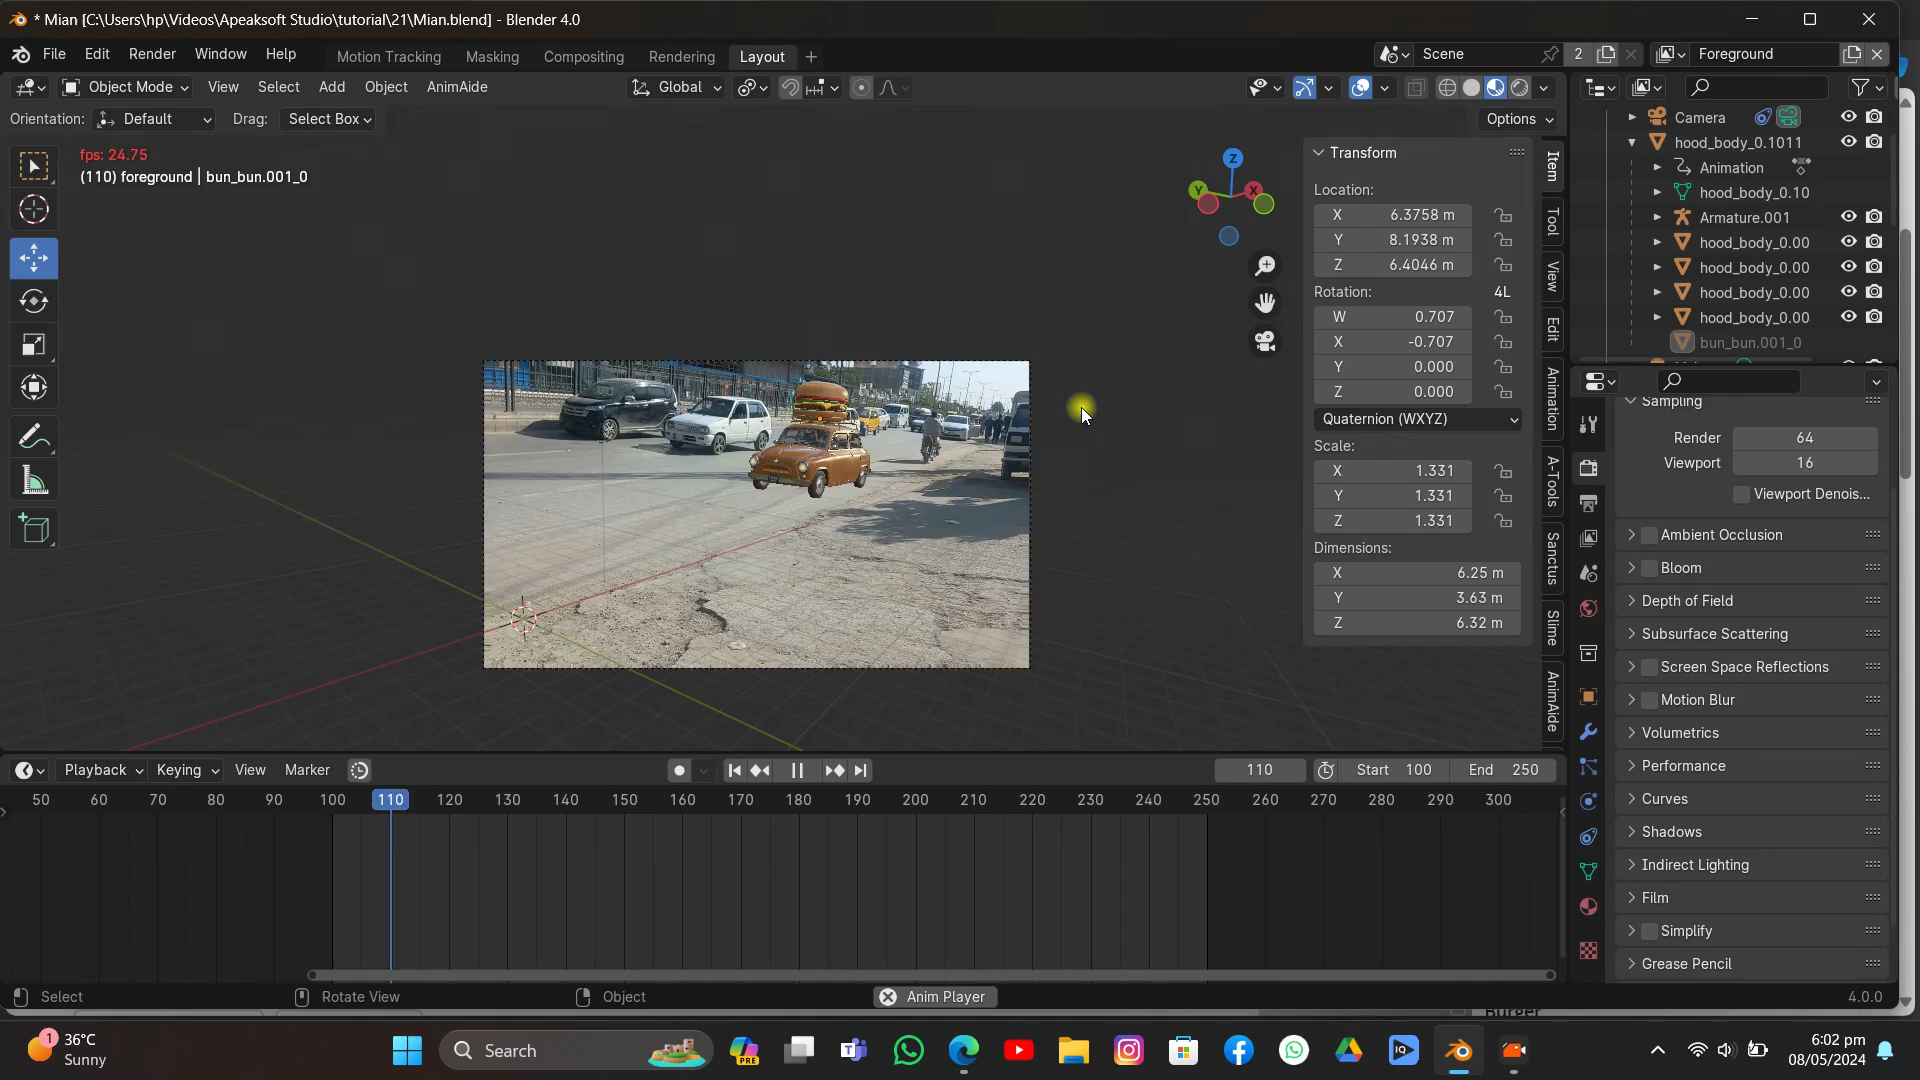 * Mian [C:\Users\hp\Videos\Apeaksoft Studio\tutorial\21\Mian.blend] - Blender 4.0
File Edit Render Window Help Motion Tracking Masking Compositing Rendering Layout + Scene 2 Foreground
Object Mode View Select Add Object AnimAide Global
Orientation: Default Drag: Select Box Options
fps: 24.75
(110) foreground | bun_bun.001_0
Z
Y X
Transform
Location:
X 6.3758 m
Y 8.1938 m
Z 6.4046 m
Rotation: 4L
W 0.707
X -0.707
Y 0.000
Z 0.000
Quaternion (WXYZ)
Scale:
X 1.331
Y 1.331
Z 1.331
Dimensions:
X 6.25 m
Y 3.63 m
Z 6.32 m
Item
Tool
View
Edit
Animation
A-Tools
Sanctus
Slime
AnimAide
Camera
hood_body_0.1011
Animation
hood_body_0.10
Armature.001
hood_body_0.00
hood_body_0.00
hood_body_0.00
hood_body_0.00
bun_bun.001_0
Sampling
Render 64
Viewport 16
Viewport Denois...
Ambient Occlusion
Bloom
Depth of Field
Subsurface Scattering
Screen Space Reflections
Motion Blur
Volumetrics
Performance
Curves
Shadows
Indirect Lighting
Film
Simplify
Grease Pencil
Playback Keying View Marker 110 Start 100 End 250
50 60 70 80 90 100 110 120 130 140 150 160 170 180 190 200 210 220 230 240 250 260 270 280 290 300
Select Rotate View Object Anim Player 4.0.0
Burger
1 36°C
Sunny
Search
PRE
IQ
6:02 pm
08/05/2024